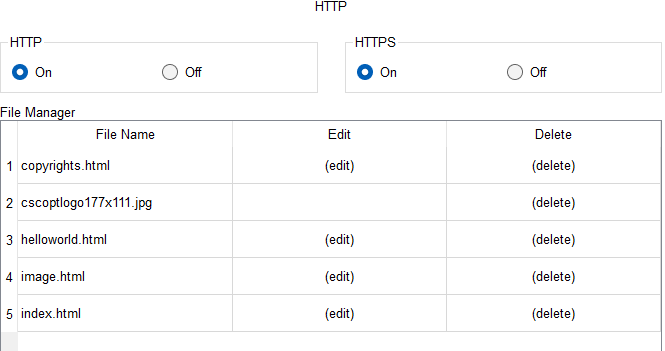 HTTP
HTTP HTTPS
On Off On Off
File Manager
File Name Edit Delete
1 copyrights.html (edit) (delete)
2 cscoptlogo177x111.jpg (delete)
3 helloworld.html (edit) (delete)
4 image.html (edit) (delete)
5 index.html (edit) (delete)